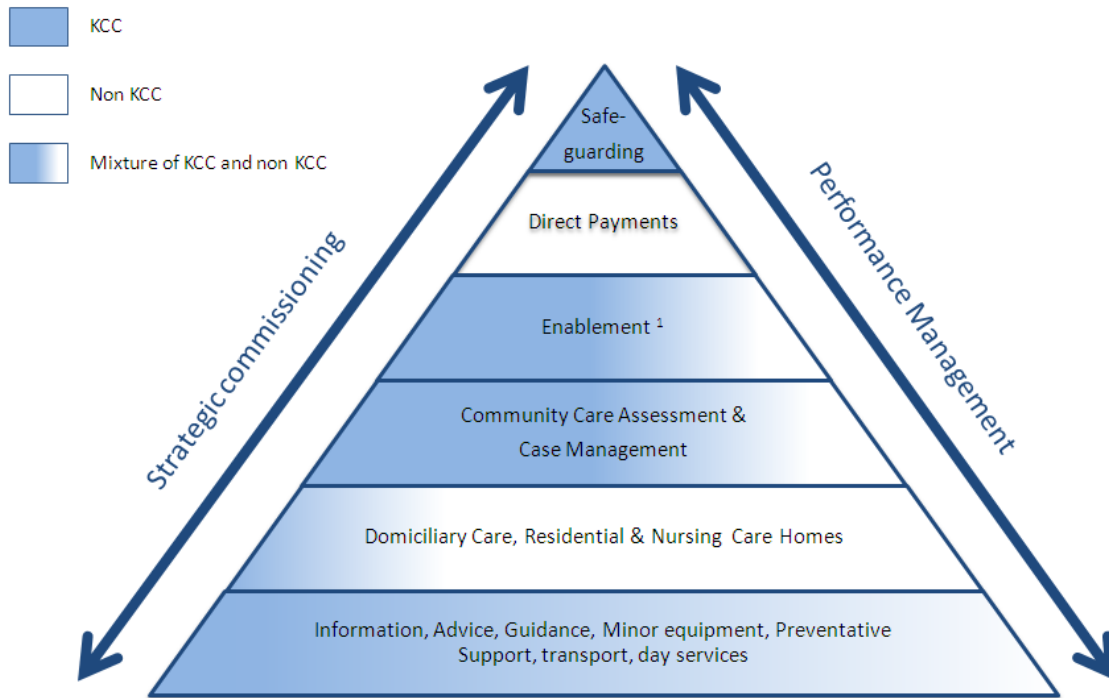 KCC
Non KCC
Mixture of KCC and non KCC
Safe-
guarding
Direct Payments
Enablement ¹
Community Care Assessment &
Case Management
Domiciliary Care, Residential & Nursing Care Homes
Information, Advice, Guidance, Minor equipment, Preventative
Support, transport, day services
Strategic commissioning
Performance Management